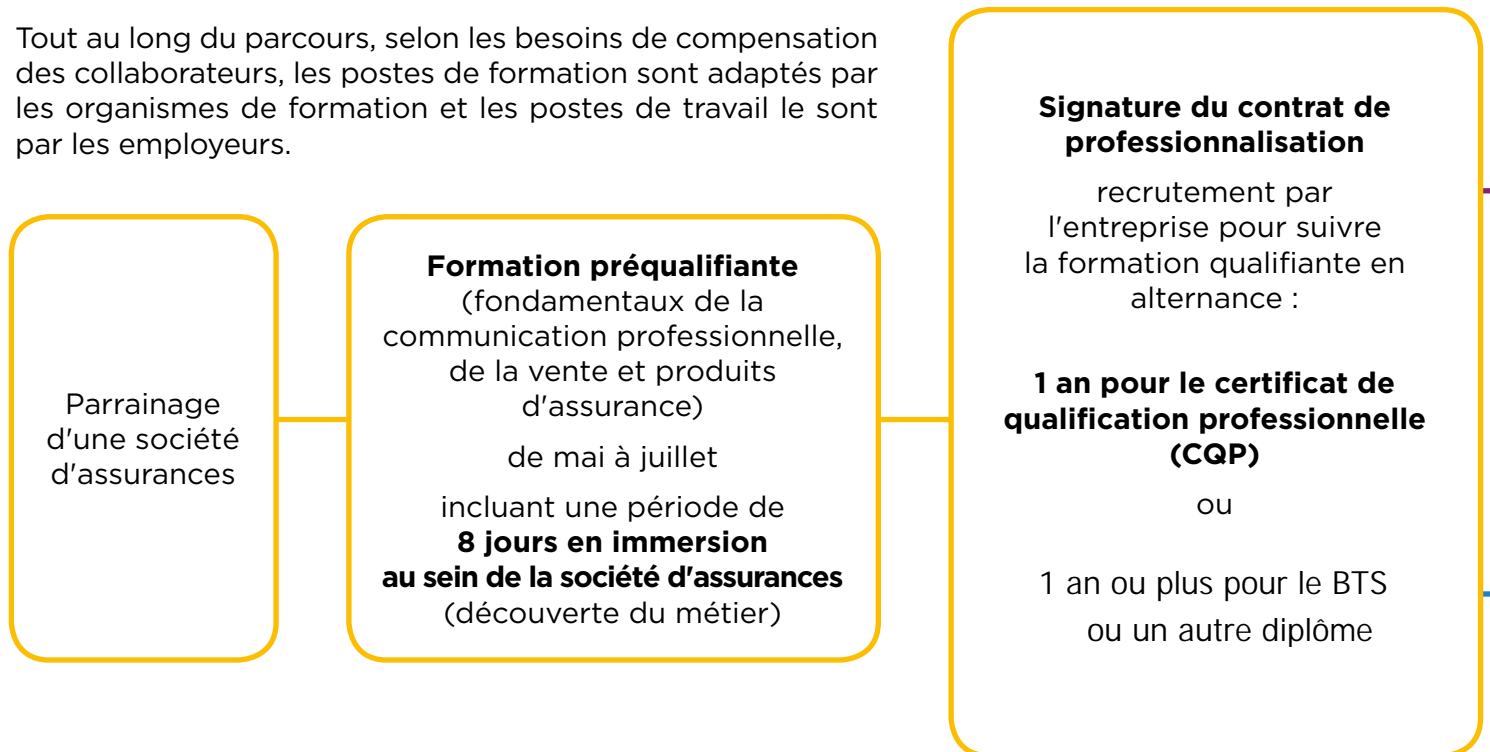 Tout au long du parcours, selon les besoins de compensation
des collaborateurs, les postes de formation sont adaptés par
les organismes de formation et les postes de travail le sont
par les employeurs.
Parrainage
d'une société
d'assurances
Formation préqualifiante
(fondamentaux de la
communication professionnelle,
de la vente et produits
d'assurance)
de mai à juillet
incluant une période de
8 jours en immersion
au sein de la société d'assurances
(découverte du métier)
Signature du contrat de
professionnalisation
recrutement par
l'entreprise pour suivre
la formation qualifiante en
alternance :
1 an pour le certificat de
qualification professionnelle
(CQP)
ou
1 an ou plus pour le BTS
ou un autre diplôme